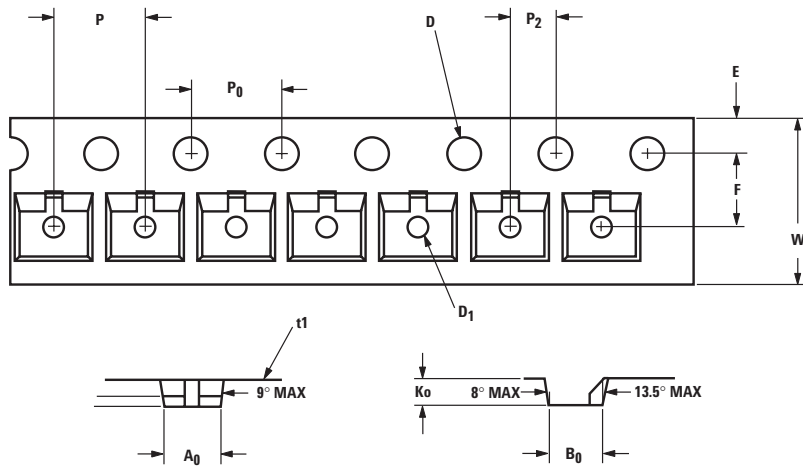 P
D
P₂
E
P₀
F
W
D₁
t1
9° MAX
Ko
8° MAX
13.5° MAX
A₀
B₀